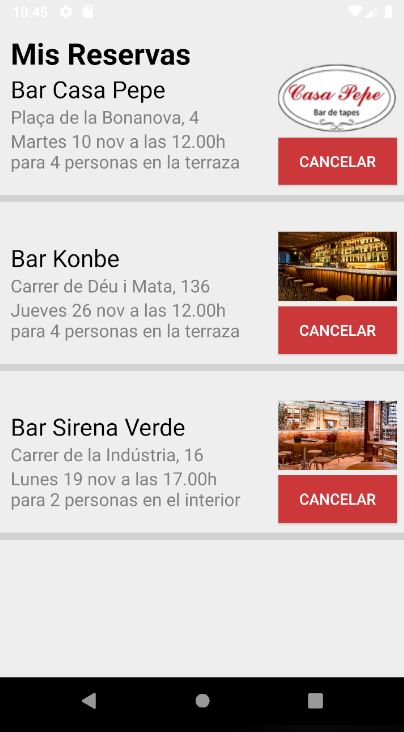 10:45
Mis Reservas
Bar Casa Pepe
Plaça de la Bonanova, 4
Martes 10 nov a las 12.00h
para 4 personas en la terraza
Casa Pepe
Bar de tapes
CANCELAR
Bar Konbe
Carrer de Déu i Mata, 136
Jueves 26 nov a las 12.00h
para 4 personas en la terraza
CANCELAR
Bar Sirena Verde
Carrer de la Indústria, 16
Lunes 19 nov a las 17.00h
para 2 personas en el interior
CANCELAR